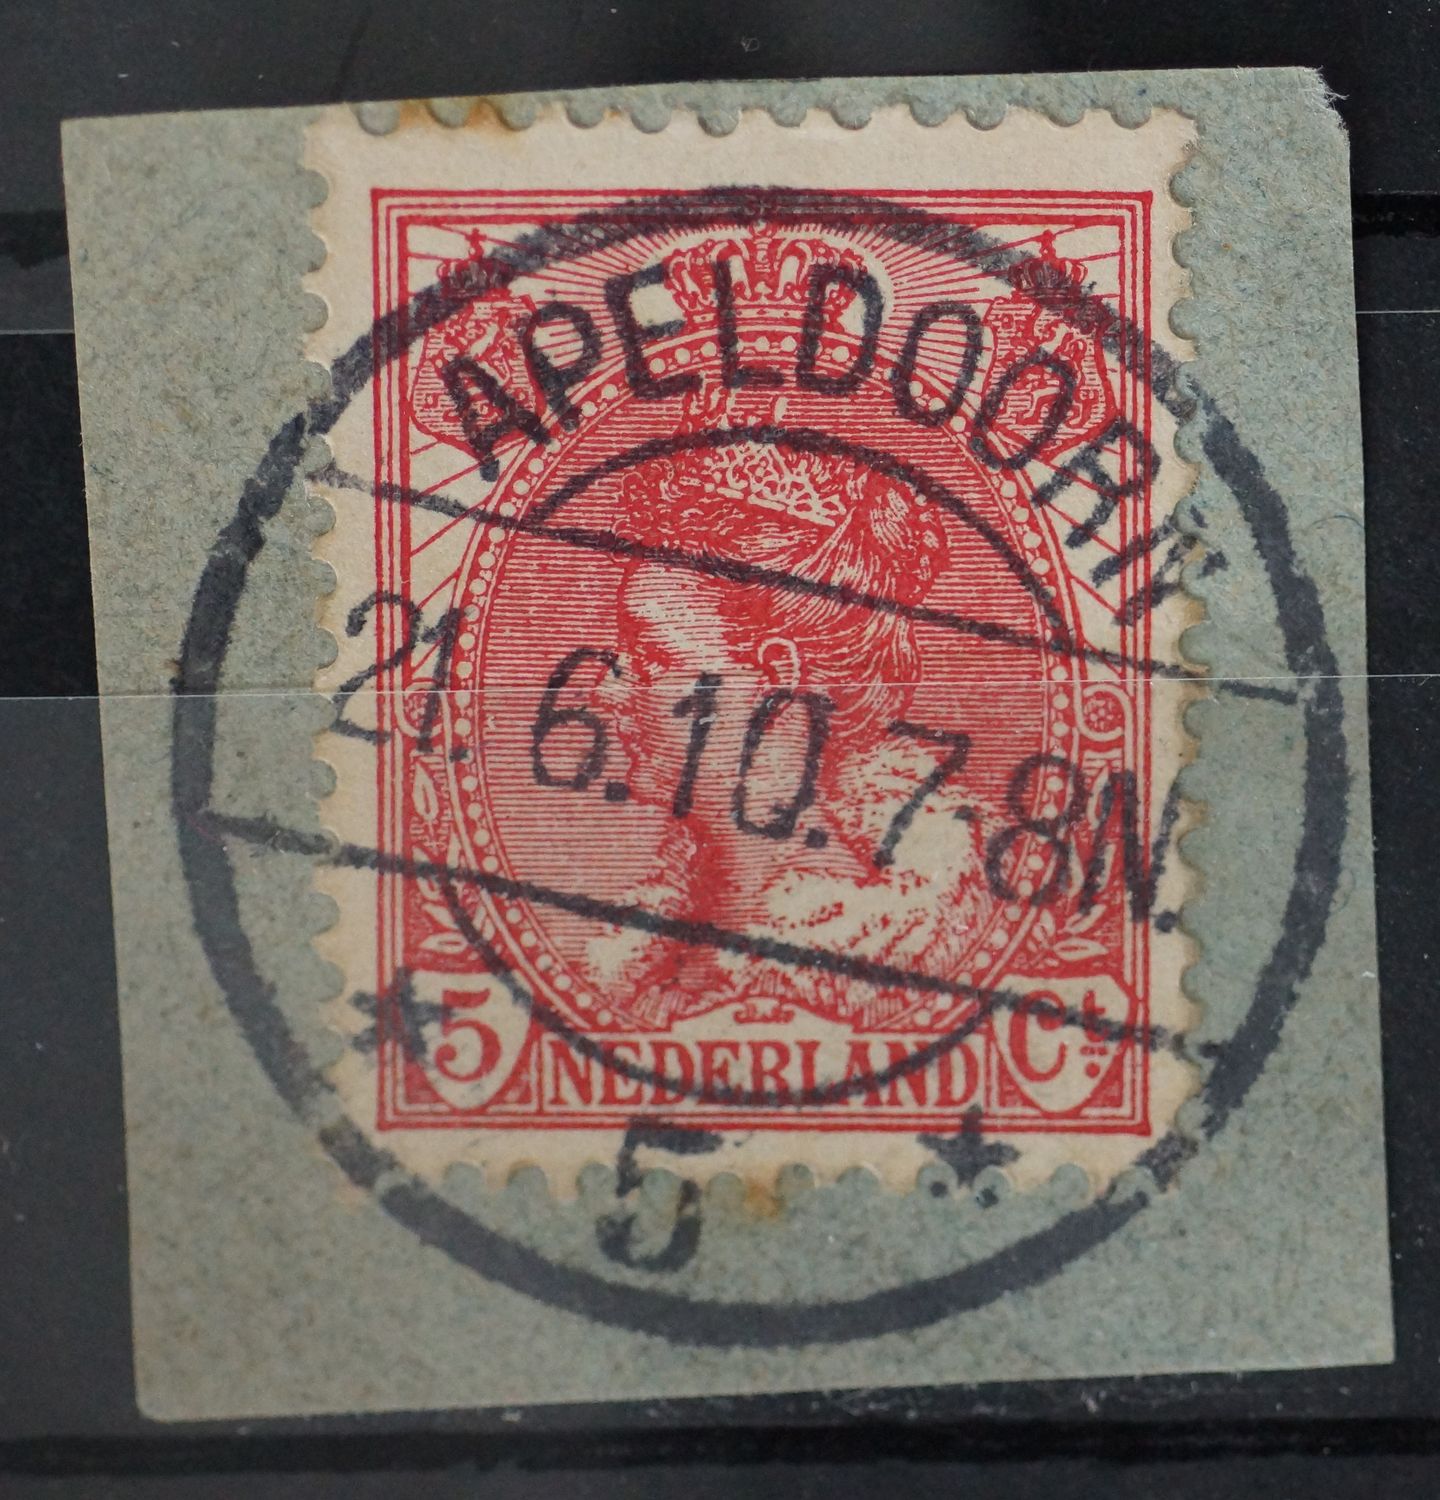 APELDOORN
21.6.10.7-8N.
5 Ct.
NEDERLAND
5